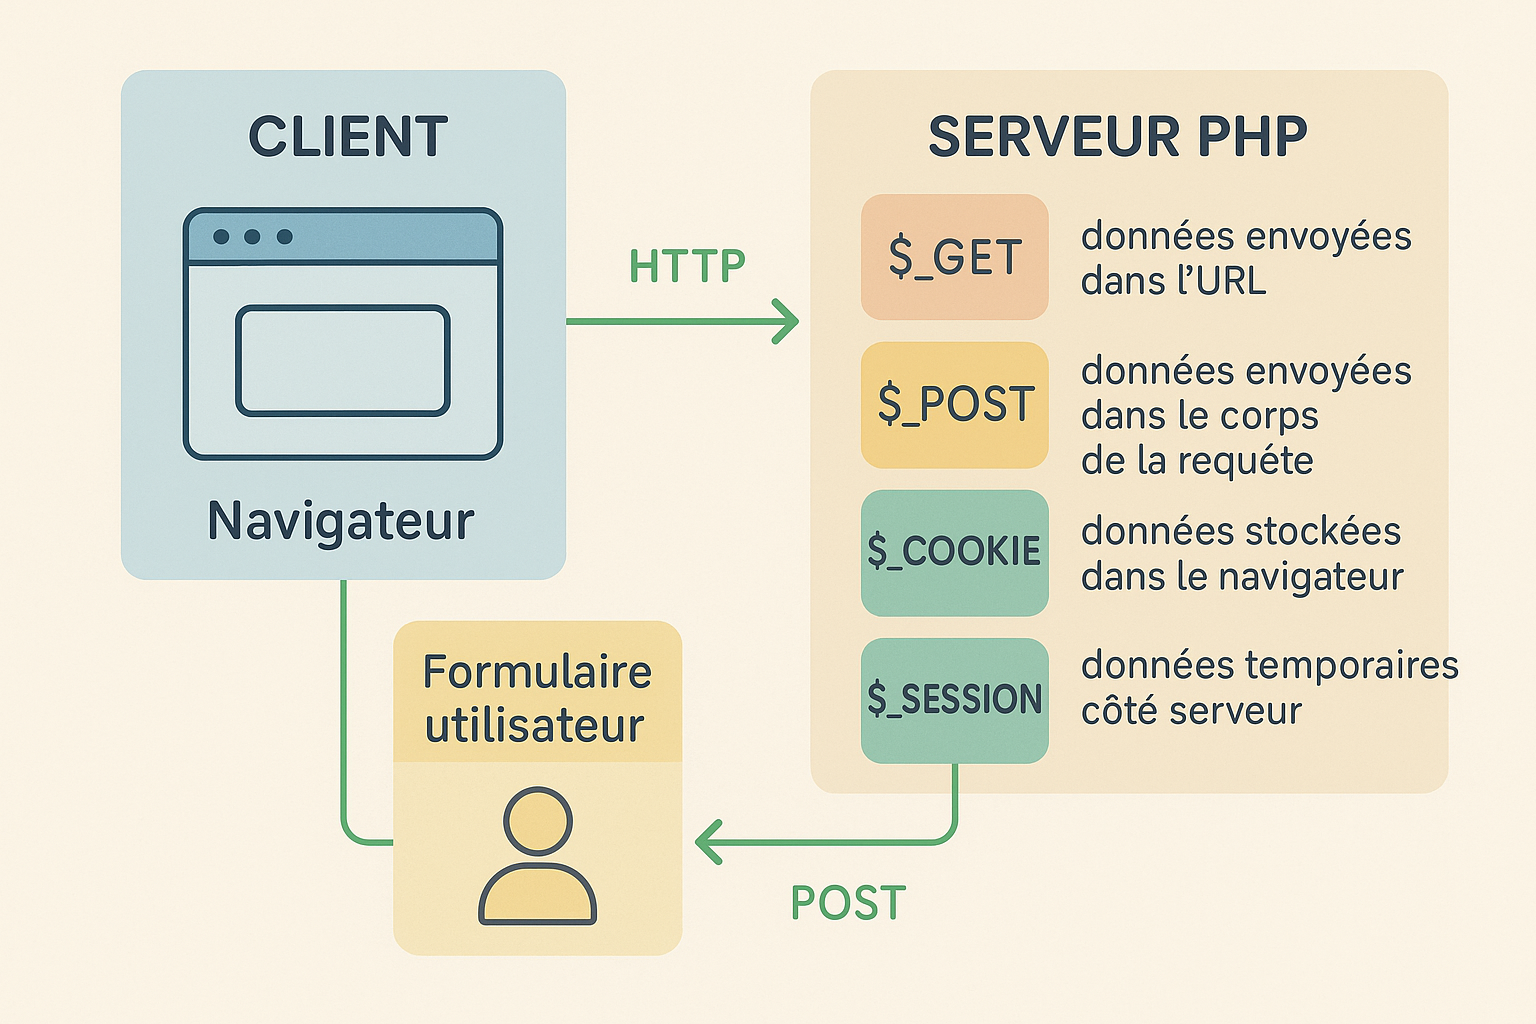 CLIENT
Navigateur
HTTP
SERVEUR PHP
$_GET
données envoyées
dans l’URL
$_POST
données envoyées
dans le corps
de la requéte
$_COOKIE
données stockées
dans le navigateur
$_SESSION
données temporaires
côté serveur
Formulaire
utilisateur
POST